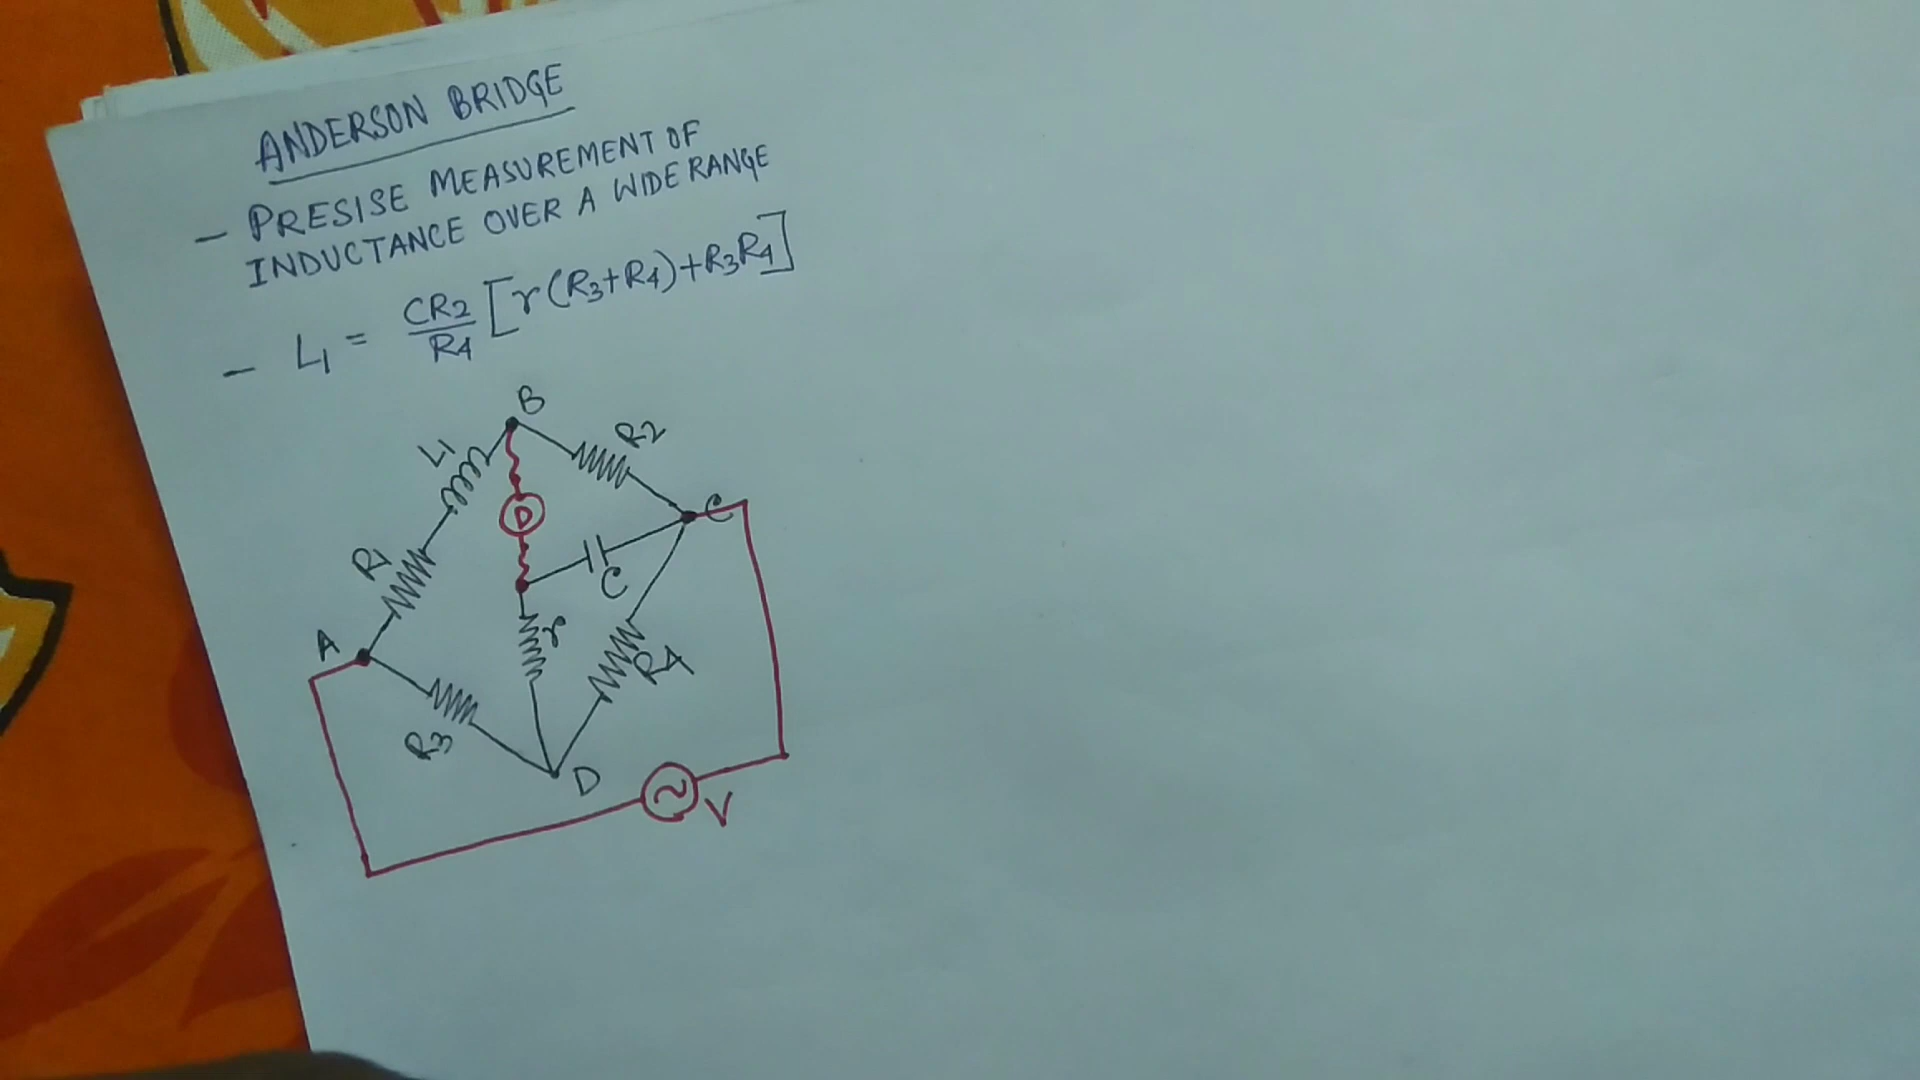 ANDERSON BRIDGE
- PRESISE MEASUREMENT OF
INDUCTANCE OVER A WIDE RANGE
- L1 = CR2/R4 [r(R3+R4)+R3R4]
B
L1
R2
D
C
R1
C
A
r
R4
R3
D
V